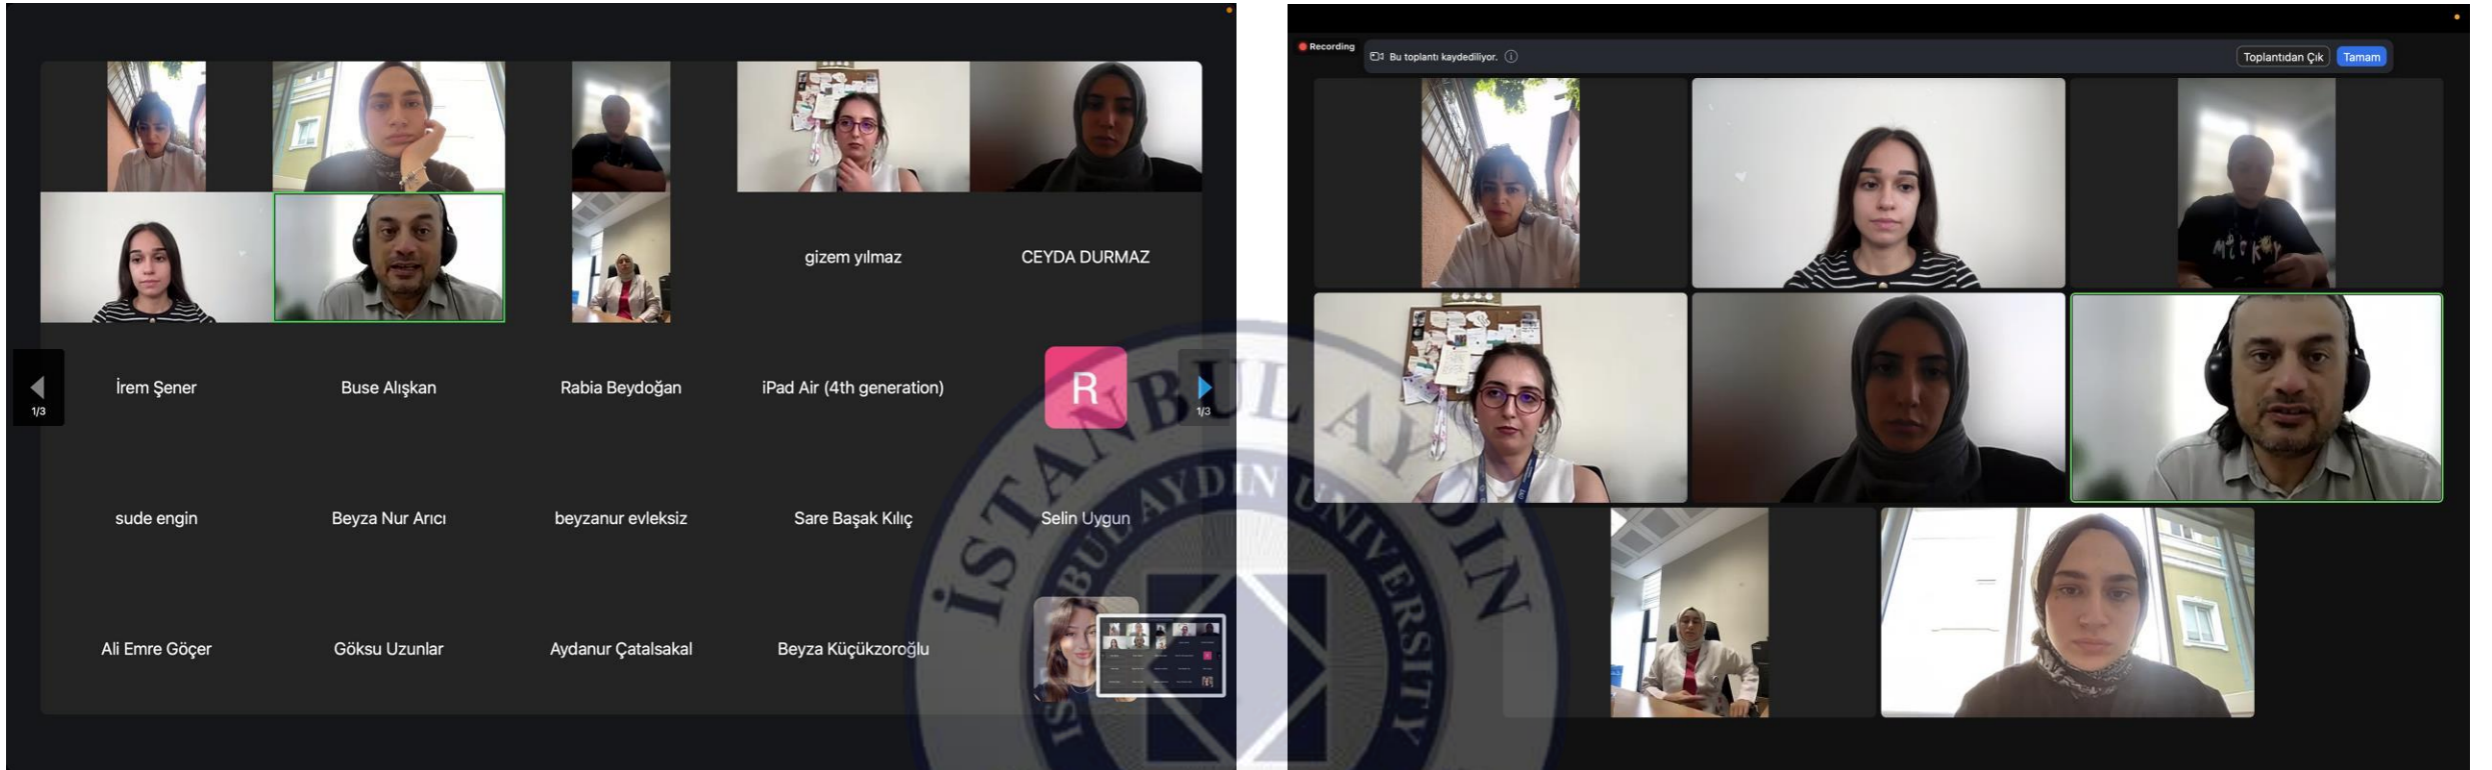 gizem yılmaz
CEYDA DURMAZ
İrem Şener
Buse Alışkan
Rabia Beydoğan
iPad Air (4th generation)
R
1/3
1/3
sude engin
Beyza Nur Arıcı
beyzanur evleksiz
Sare Başak Kılıç
Selin Uygun
Ali Emre Göçer
Göksu Uzunlar
Aydanur Çatalsakal
Beyza Küçükzoroğlu
Recording
Bu toplantı kaydediliyor.
Toplantıdan Çık
Tamam
İSTANBUL AYDIN
ISTANBUL AYDIN UNIVERSITY